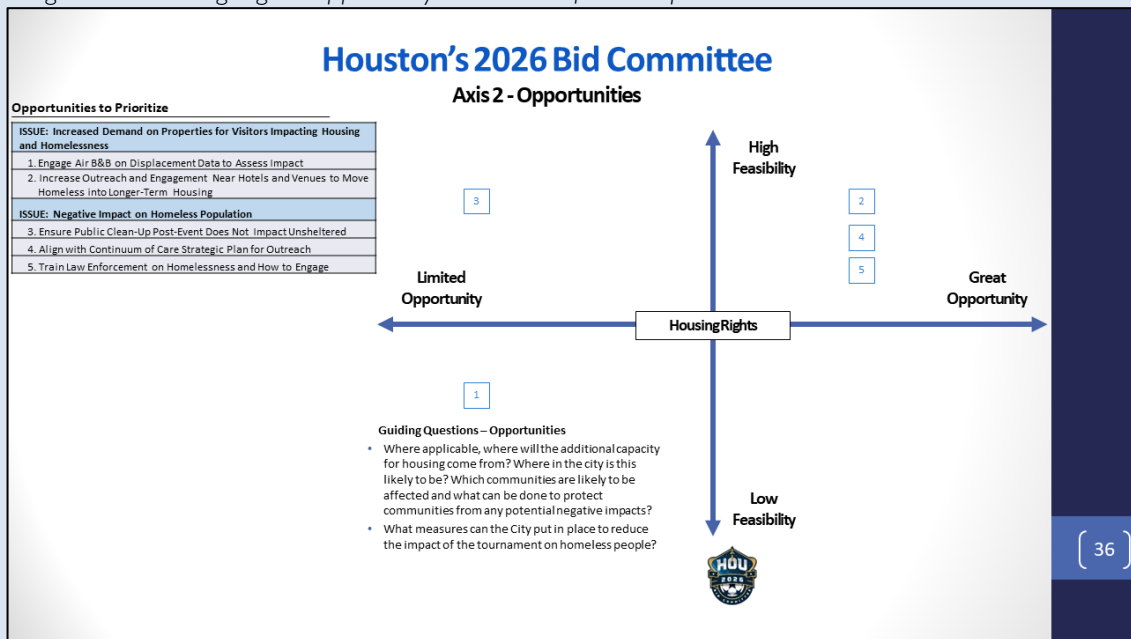 Houston's 2026 Bid Committee
Axis 2 - Opportunities
Opportunities to Prioritize
ISSUE: Increased Demand on Properties for Visitors Impacting Housing
and Homelessness
1. Engage Air B&B on Displacement Data to Assess Impact
2. Increase Outreach and Engagement Near Hotels and Venues to Move
Homeless into Longer-Term Housing
ISSUE: Negative Impact on Homeless Population
3. Ensure Public Clean-Up Post-Event Does Not Impact Unsheltered
4. Align with Continuum of Care Strategic Plan for Outreach
5. Train Law Enforcement on Homelessness and How to Engage
High
Feasibility
3
2
4
5
Limited
Opportunity
Great
Opportunity
Housing Rights
1
Guiding Questions – Opportunities
• Where applicable, where will the additional capacity
for housing come from? Where in the city is this
likely to be? Which communities are likely to be
affected and what can be done to protect
communities from any potential negative impacts?
• What measures can the City put in place to reduce
the impact of the tournament on homeless people?
Low
Feasibility
HOU
2026
36